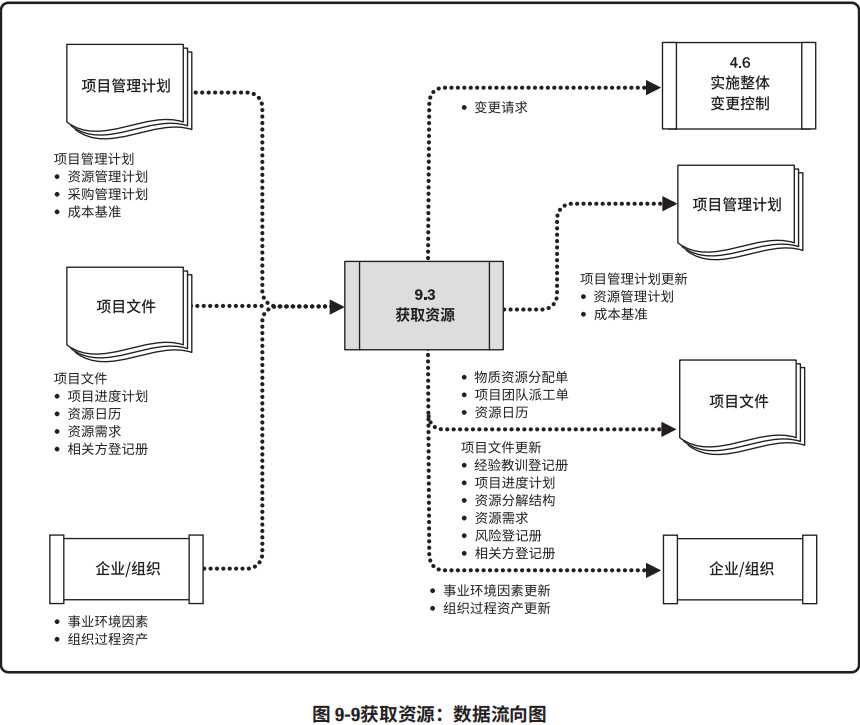 项目管理计划
项目管理计划
• 资源管理计划
• 采购管理计划
• 成本基准
项目文件
项目文件
• 项目进度计划
• 资源日历
• 资源需求
• 相关方登记册
企业/组织
• 事业环境因素
• 组织过程资产
9.3
获取资源
• 变更请求
4.6
实施整体
变更控制
项目管理计划
项目管理计划更新
• 资源管理计划
• 成本基准
• 物质资源分配单
• 项目团队派工单
• 资源日历
项目文件
项目文件更新
• 经验教训登记册
• 项目进度计划
• 资源分解结构
• 资源需求
• 风险登记册
• 相关方登记册
企业/组织
• 事业环境因素更新
• 组织过程资产更新
图 9-9获取资源：数据流向图